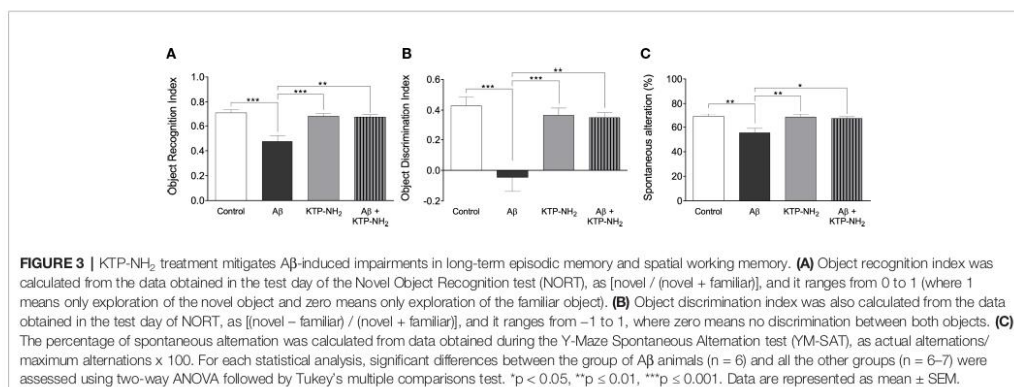 A
B
C
Object Recognition Index
1.0
0.8
0.6
0.4
0.2
0.0
***
***
**
Control
Aβ
KTP-NH₂
Aβ +
KTP-NH₂
Object Discrimination Index
0.6
0.4
0.2
0.0
-0.2
***
***
**
Control
Aβ
KTP-NH₂
Aβ +
KTP-NH₂
Spontaneous alteration (%)
100
80
60
40
20
0
**
**
*
Control
Aβ
KTP-NH₂
Aβ +
KTP-NH₂
FIGURE 3 | KTP-NH₂ treatment mitigates Aβ-induced impairments in long-term episodic memory and spatial working memory. (A) Object recognition index was
calculated from the data obtained in the test day of the Novel Object Recognition test (NORT), as [novel / (novel + familiar)], and it ranges from 0 to 1 (where 1
means only exploration of the novel object and zero means only exploration of the familiar object). (B) Object discrimination index was also calculated from the data
obtained in the test day of NORT, as [(novel – familiar) / (novel + familiar)], and it ranges from −1 to 1, where zero means no discrimination between both objects. (C)
The percentage of spontaneous alternation was calculated from data obtained during the Y-Maze Spontaneous Alternation test (YM-SAT), as actual alternations/
maximum alternations x 100. For each statistical analysis, significant differences between the group of Aβ animals (n = 6) and all the other groups (n = 6–7) were
assessed using two-way ANOVA followed by Tukey's multiple comparisons test. *p < 0.05, **p ≤ 0.01, ***p ≤ 0.001. Data are represented as mean ± SEM.